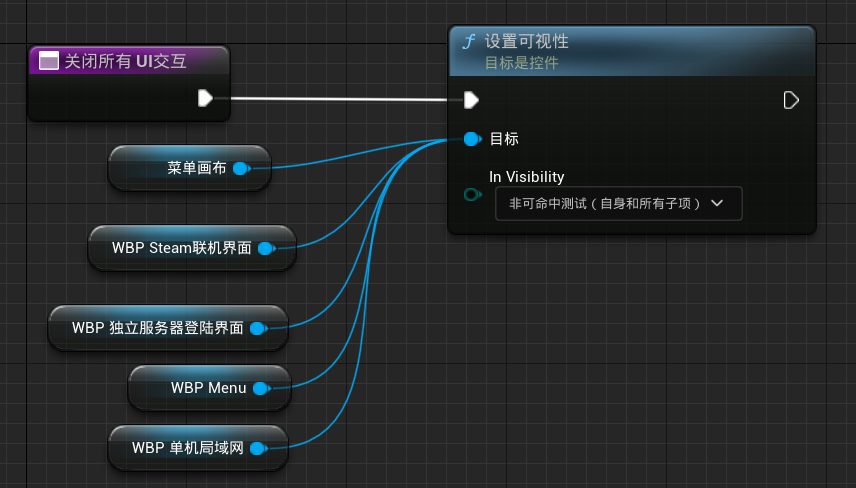 关闭所有 UI交互
f 设置可视性
目标是控件
目标
菜单画布
In Visibility
非可命中测试（自身和所有子项）
WBP Steam联机界面
WBP 独立服务器登陆界面
WBP Menu
WBP 单机局域网